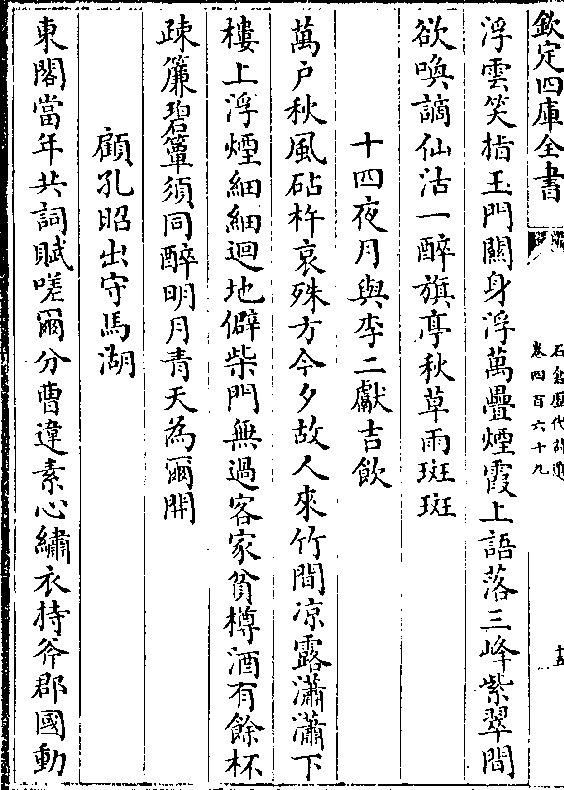 欽定四庫全書
石倉歴代詩選
卷四百六十九
十五
浮雲笑指玉門關身浮萬疊煙霞上語落三峰紫翠間
欲喚謫仙沽一醉旗亭秋草雨斑斑
十四夜月與李二獻吉飲
萬户秋風砧杵哀殊方今夕故人來竹間凉露瀟瀟下
樓上浮煙細細迴地僻柴門無過客家貧樽酒有餘杯
疎簾碧簟須同醉明月青天為爾開
顧孔昭出守馬湖
東閣當年共詞賦嗟爾分曹違素心繡衣持斧郡國動